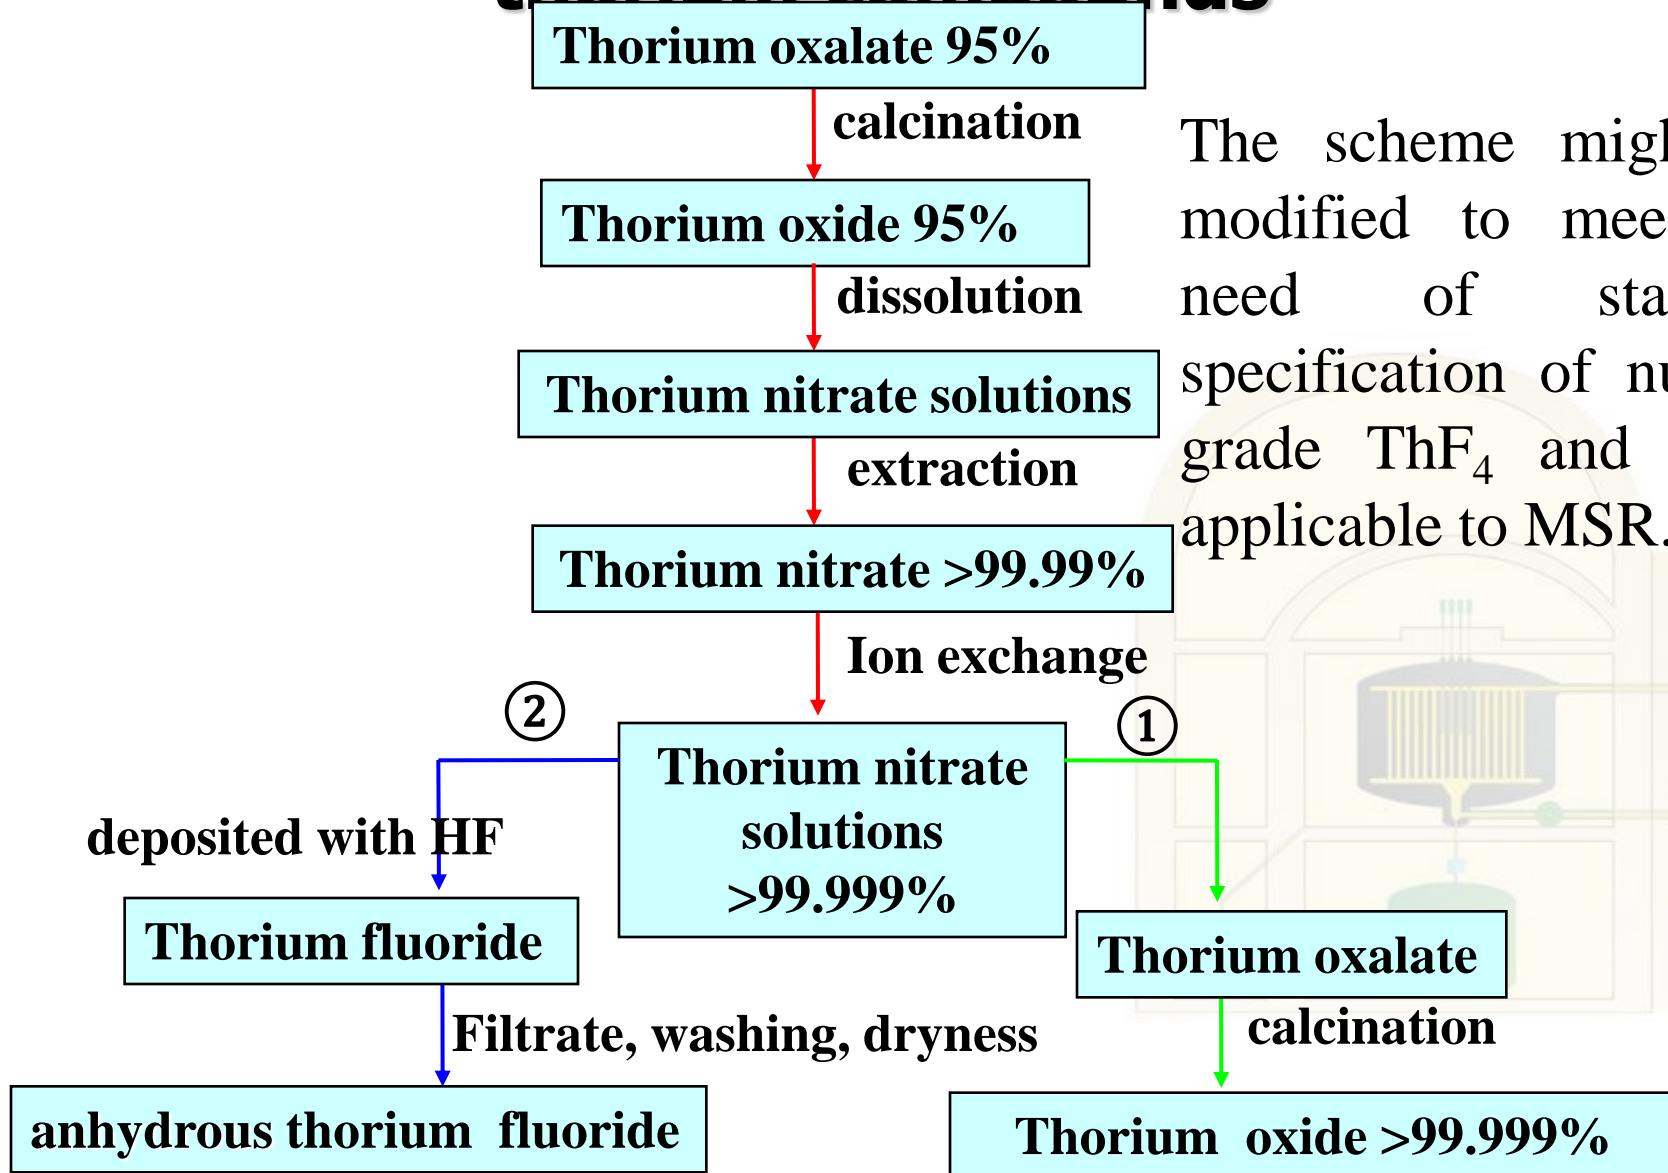 Thorium oxalate 95%
calcination
Thorium oxide 95%
dissolution
Thorium nitrate solutions
extraction
Thorium nitrate >99.99%
Ion exchange
②
①
Thorium nitrate
solutions
>99.999%
deposited with HF
Thorium fluoride
Thorium oxalate
Filtrate, washing, dryness
calcination
anhydrous thorium fluoride
Thorium oxide >99.999%
The scheme
modified to
need of
specification of
grade ThF₄ and
applicable to MSR.